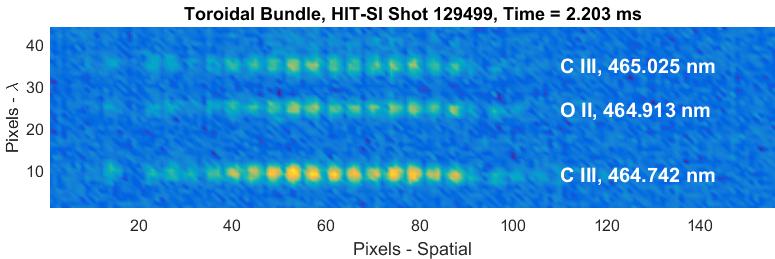 Toroidal Bundle, HIT-SI Shot 129499, Time = 2.203 ms
40
C III, 465.025 nm
30
O II, 464.913 nm
20
10
C III, 464.742 nm
Pixels - λ
20 40 60 80 100 120 140
Pixels - Spatial